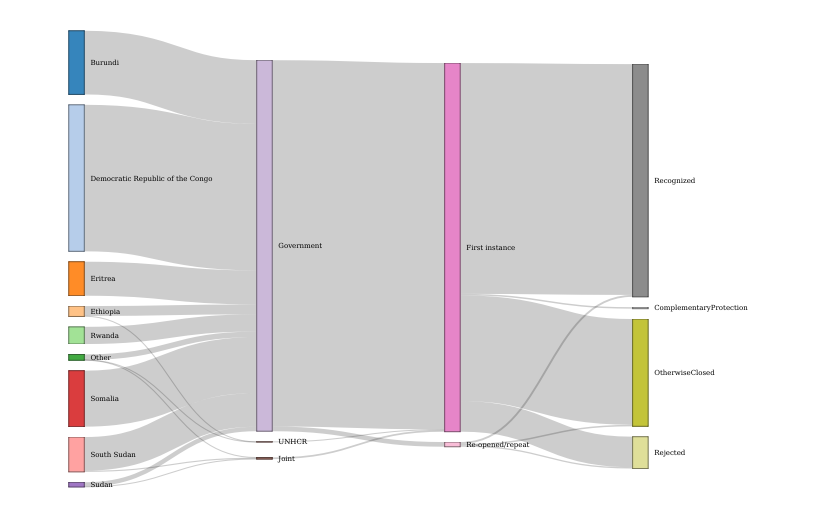 Burundi
Democratic Republic of the Congo
Eritrea
Ethiopia
Rwanda
Other
Somalia
South Sudan
Sudan
Government
UNHCR
Joint
First instance
Re-opened/repeat
Recognized
ComplementaryProtection
OtherwiseClosed
Rejected